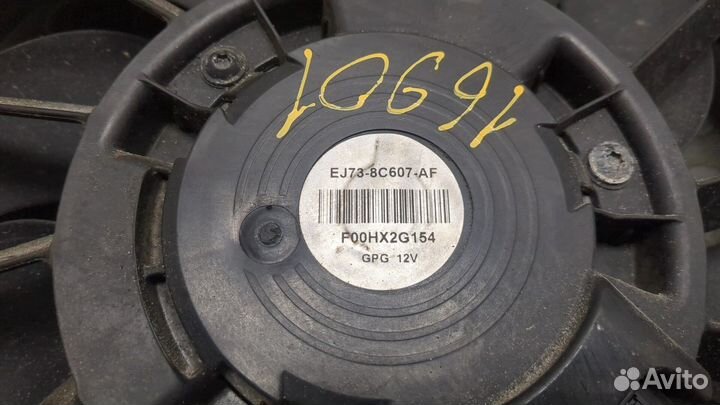 10691
EJ73-8C607-AF
F00HX2G154
GPG 12V
Avito